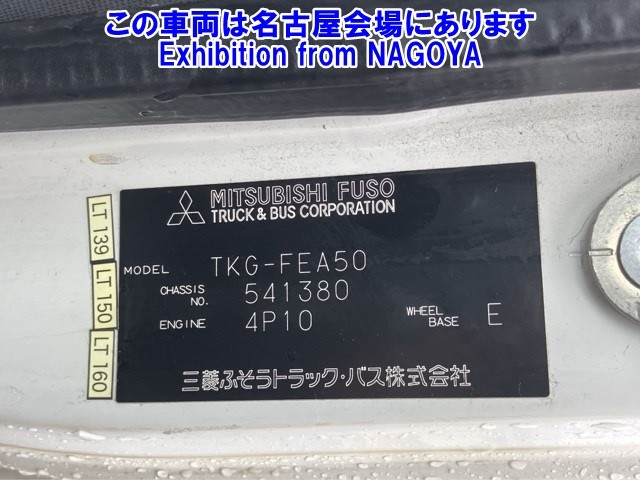 この車両は名古屋会場にあります
Exhibition from NAGOYA
MITSUBISHI FUSO
TRUCK & BUS CORPORATION
LT 139
LT 150
LT 160
MODEL TKG-FEA50
CHASSIS NO. 541380
ENGINE 4P10
WHEEL BASE E
三菱ふそうトラック・バス株式会社